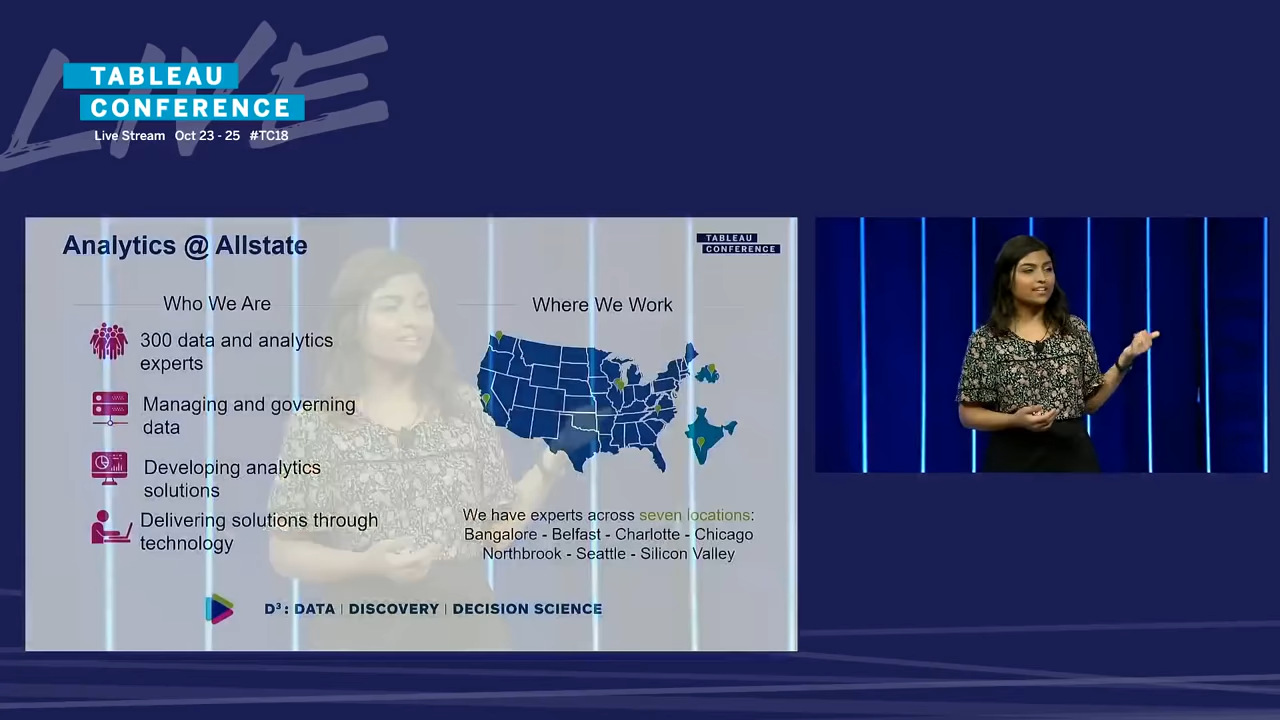 LIVE
TABLEAU
CONFERENCE
Live Stream Oct 23 - 25 #TC18
Analytics @ Allstate
TABLEAU
CONFERENCE
Who We Are
300 data and analytics
experts
Managing and governing
data
Developing analytics
solutions
Delivering solutions through
technology
Where We Work
We have experts across seven locations:
Bangalore - Belfast - Charlotte - Chicago
Northbrook - Seattle - Silicon Valley
D³: DATA | DISCOVERY | DECISION SCIENCE